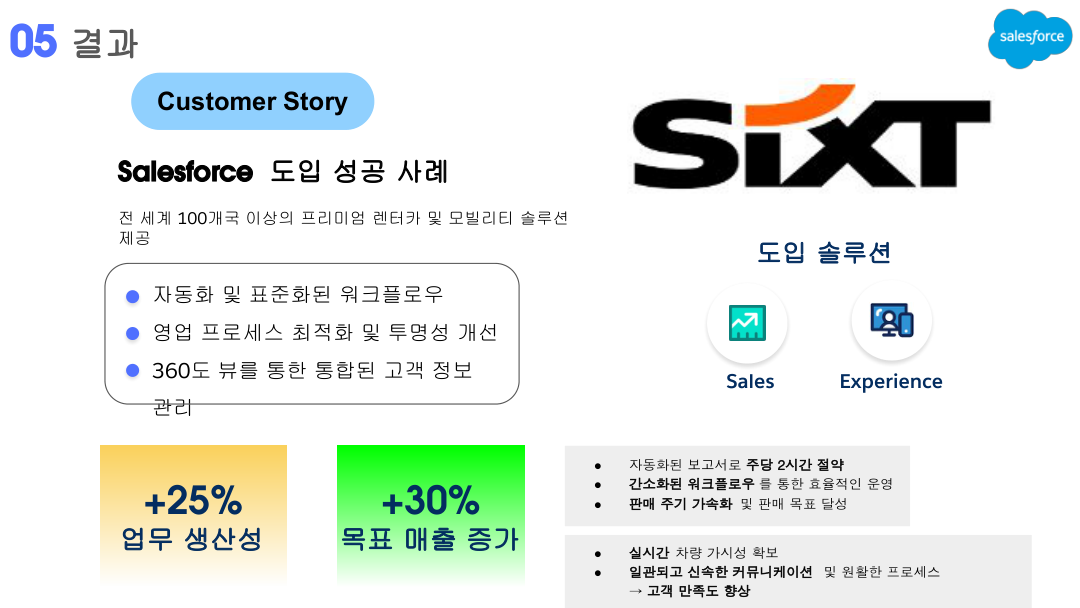 05 결과
salesforce
Customer Story
SIXT
Salesforce 도입 성공 사례
전 세계 100개국 이상의 프리미엄 렌터카 및 모빌리티 솔루션
제공
자동화 및 표준화된 워크플로우
영업 프로세스 최적화 및 투명성 개선
360도 뷰를 통한 통합된 고객 정보
관리
도입 솔루션
Sales
Experience
+25%
업무 생산성
+30%
목표 매출 증가
● 자동화된 보고서로 주당 2시간 절약
● 간소화된 워크플로우 를 통한 효율적인 운영
● 판매 주기 가속화 및 판매 목표 달성
● 실시간 차량 가시성 확보
● 일관되고 신속한 커뮤니케이션 및 원활한 프로세스
→ 고객 만족도 향상